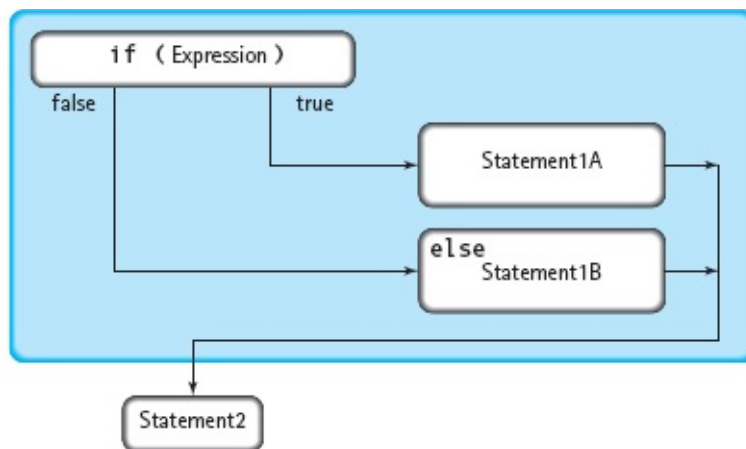 if ( Expression )
false
true
Statement1A
else
Statement1B
Statement2